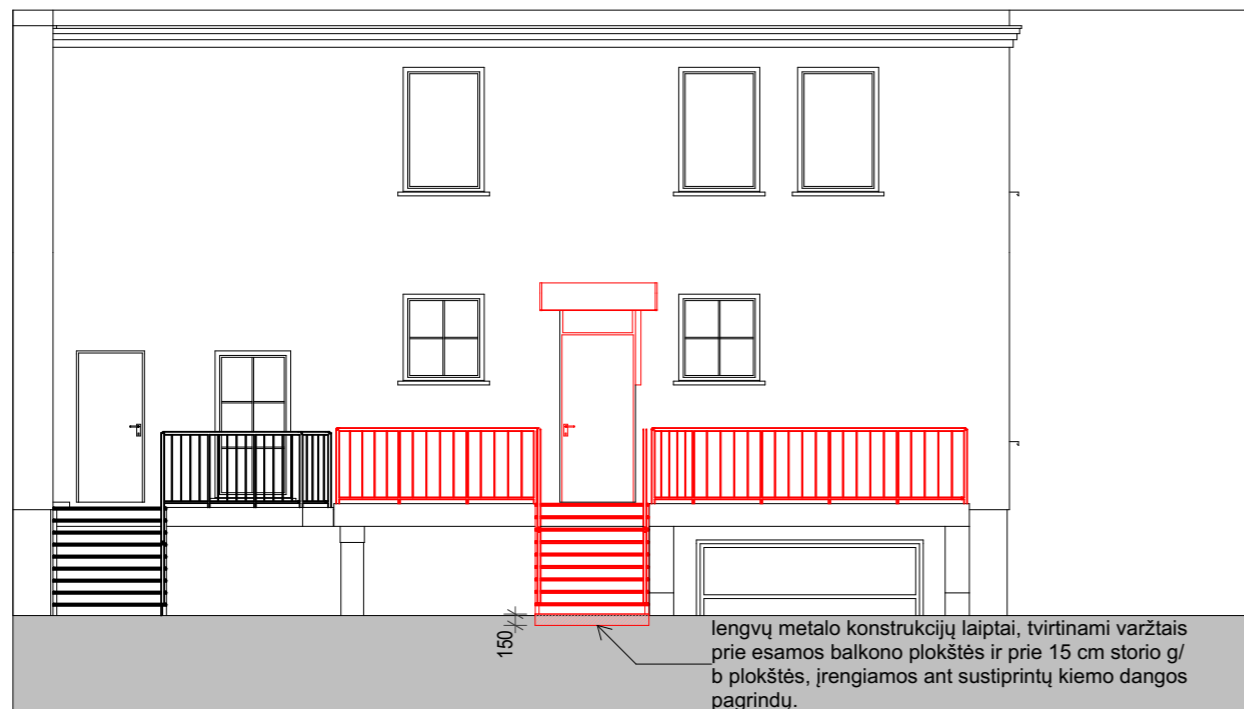 150
lengvų metalo konstrukcijų laiptai, tvirtinami varžtais
prie esamos balkono plokštės ir prie 15 cm storio g/
b plokštės, įrengiamos ant sustiprintų kiemo dangos
pagrindų.